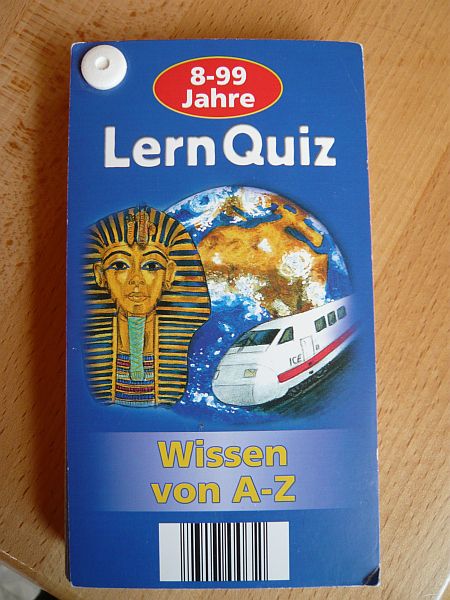 8-99
Jahre
LernQuiz
ICE
Wissen
von A-Z